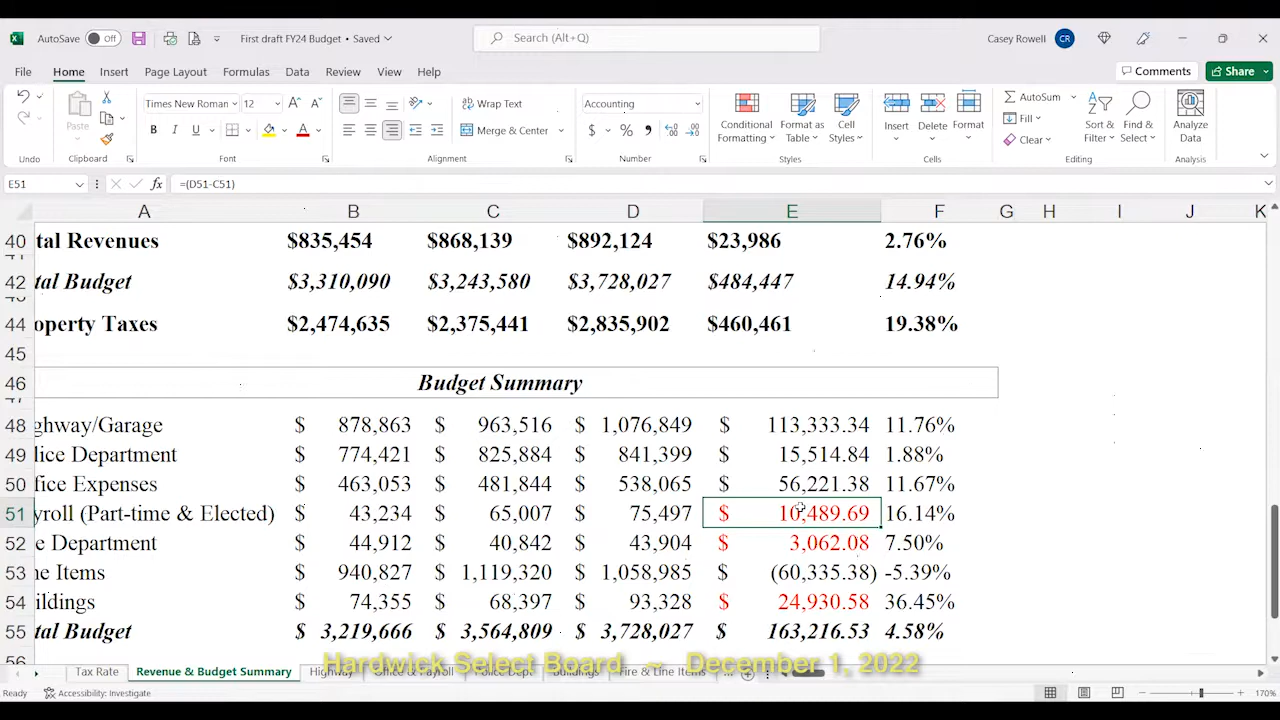 AutoSave Off First draft FY24 Budget • Saved Search (Alt+Q) Casey Rowell CR
File Home Insert Page Layout Formulas Data Review View Help Comments Share
Times New Roman 12 Wrap Text Accounting AutoSum
Paste B I U Merge & Center $ % Conditional Formatting Format as Table Cell Styles Insert Delete Format Fill Clear Sort & Filter Find & Select Analyze Data
Undo Clipboard Font Alignment Number Styles Cells Editing Analysis
E51 fx =(D51-C51)
A B C D E F G H I J K
40 tal Revenues $835,454 $868,139 $892,124 $23,986 2.76%
42 tal Budget $3,310,090 $3,243,580 $3,728,027 $484,447 14.94%
44 operty Taxes $2,474,635 $2,375,441 $2,835,902 $460,461 19.38%
45
46 Budget Summary
48 ghway/Garage $ 878,863 $ 963,516 $ 1,076,849 $ 113,333.34 11.76%
49 lice Department $ 774,421 $ 825,884 $ 841,399 $ 15,514.84 1.88%
50 ffice Expenses $ 463,053 $ 481,844 $ 538,065 $ 56,221.38 11.67%
51 yroll (Part-time & Elected) $ 43,234 $ 65,007 $ 75,497 $ 10,489.69 16.14%
52 e Department $ 44,912 $ 40,842 $ 43,904 $ 3,062.08 7.50%
53 ne Items $ 940,827 $ 1,119,320 $ 1,058,985 $ (60,335.38) -5.39%
54 ildings $ 74,355 $ 68,397 $ 93,328 $ 24,930.58 36.45%
55 tal Budget $ 3,219,666 $ 3,564,809 $ 3,728,027 $ 163,216.53 4.58%
Hardwick Select Board ~ December 1, 2022
Tax Rate Revenue & Budget Summary Highway Office & Payroll Police Dept Buildings Fire & Line Items ...
Ready Accessibility: Investigate 170%